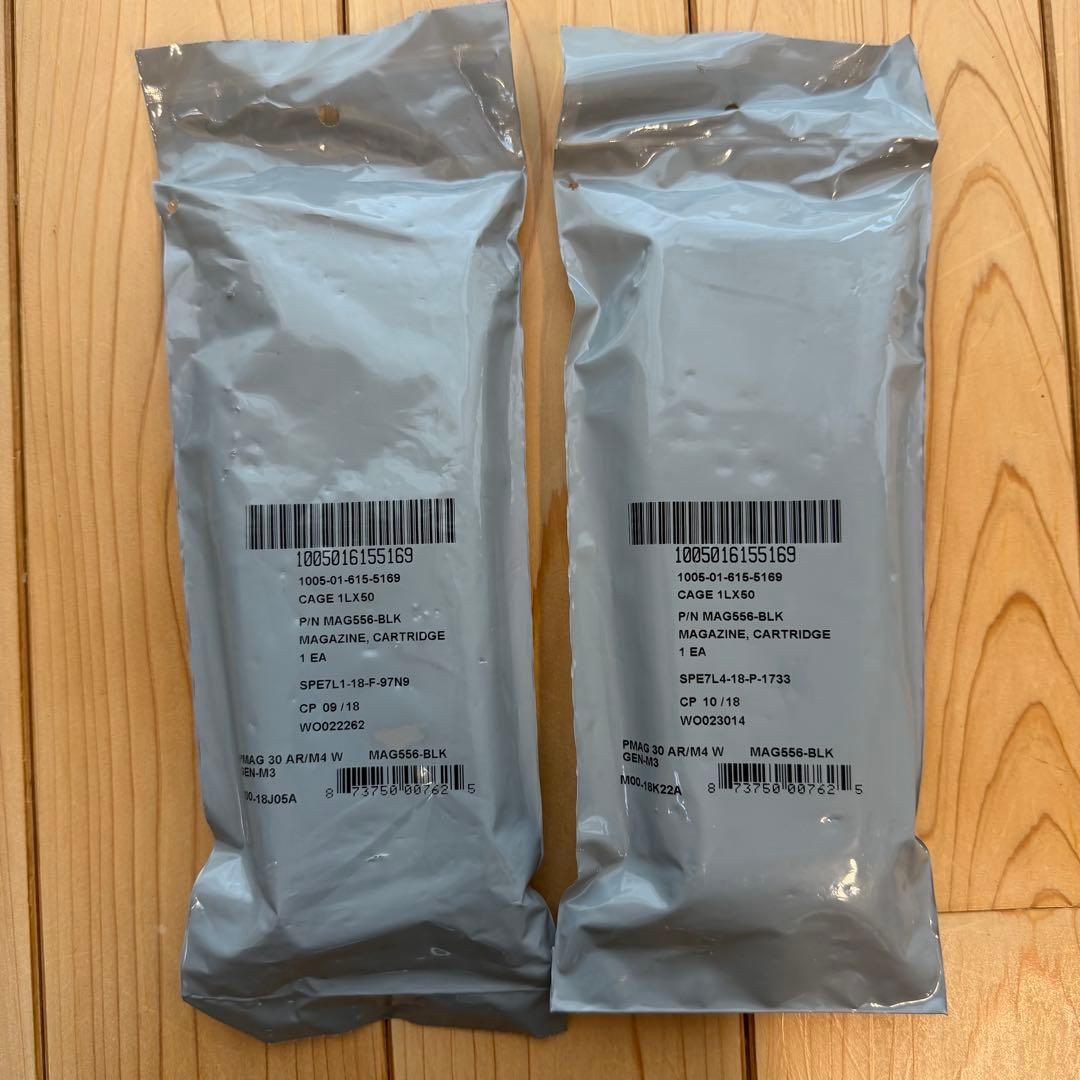 1005016155169
1005-01-615-5169
CAGE 1LX50
P/N MAG556-BLK
MAGAZINE, CARTRIDGE
1 EA
SPE7L1-18-F-97N9
CP 09 /18
WO022262
PMAG 30 AR/M4 W MAG556-BLK
GEN-M3
00-18J05A
8 73750 00762 5
1005016155169
1005-01-615-5169
CAGE 1LX50
P/N MAG556-BLK
MAGAZINE, CARTRIDGE
1 EA
SPE7L4-18-P-1733
CP 10 /18
WO023014
PMAG 30 AR/M4 W MAG556-BLK
GEN-M3
M00-18K22A
8 73750 00762 5